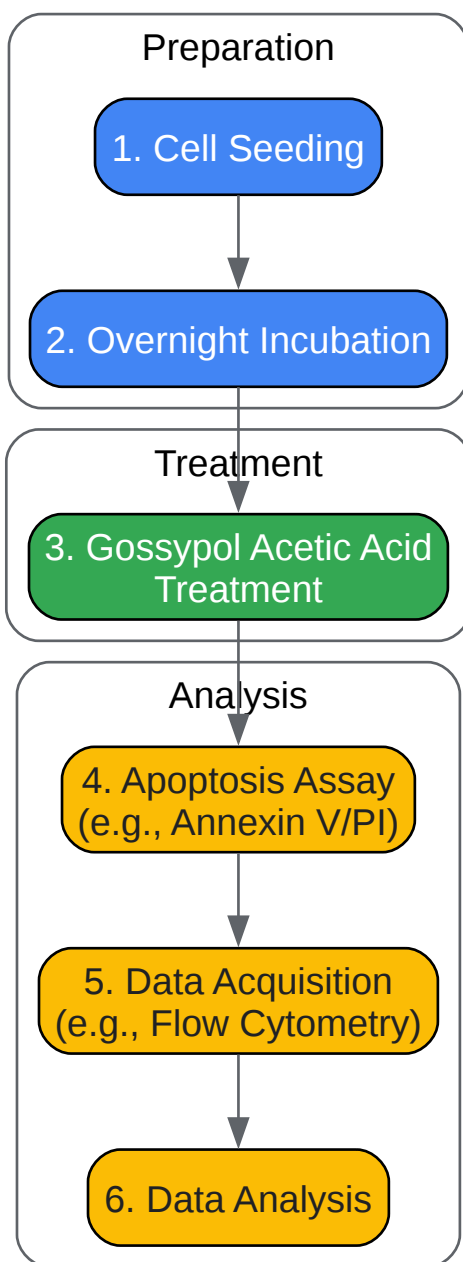 Preparation
1. Cell Seeding
2. Overnight Incubation
Treatment
3. Gossypol Acetic Acid
Treatment
Analysis
4. Apoptosis Assay
(e.g., Annexin V/PI)
5. Data Acquisition
(e.g., Flow Cytometry)
6. Data Analysis